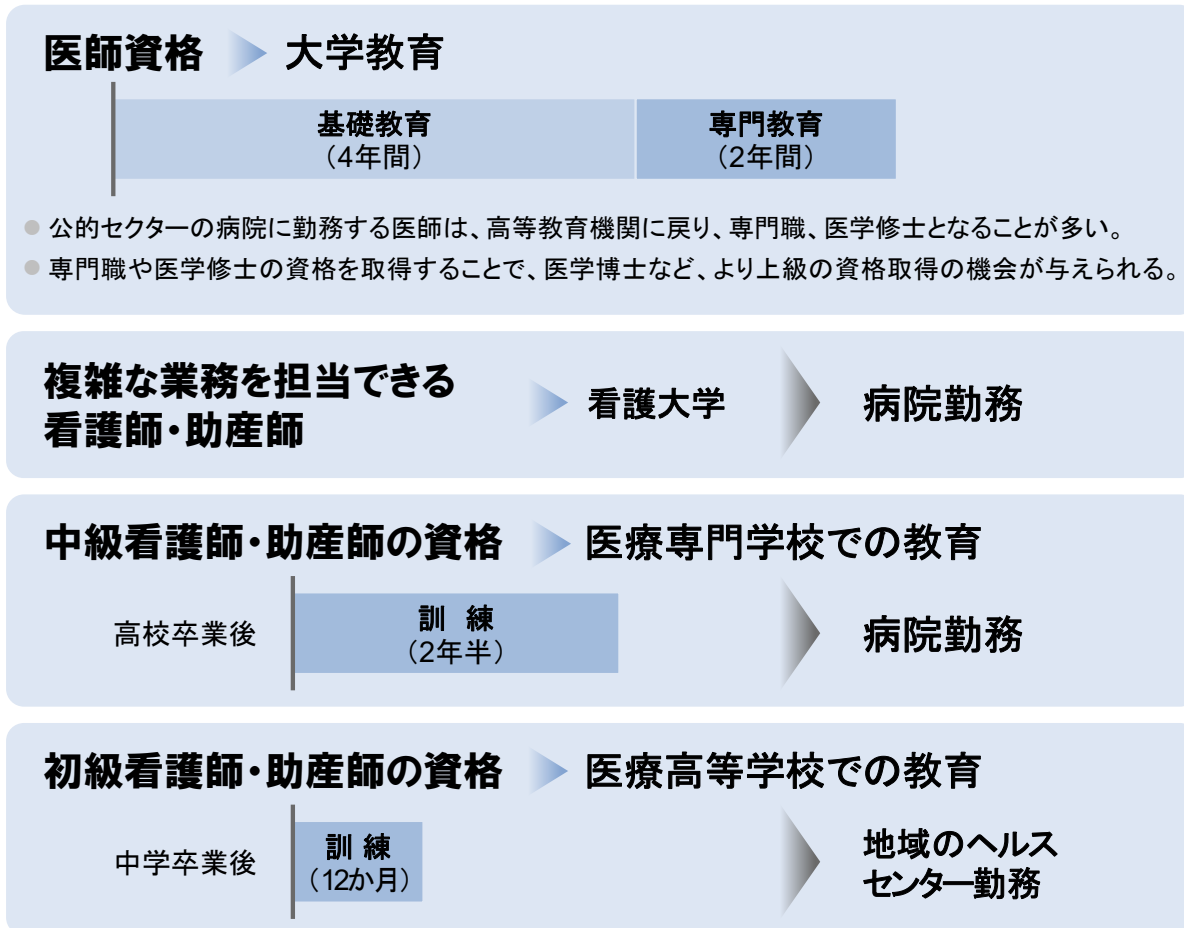 医師資格 大学教育
基礎教育 専門教育
（4年間） （2年間）
● 公的セクターの病院に勤務する医師は、高等教育機関に戻り、専門職、医学修士となることが多い。
● 専門職や医学修士の資格を取得することで、医学博士など、より上級の資格取得の機会が与えられる。
複雑な業務を担当できる
看護師・助産師
看護大学
病院勤務
中級看護師・助産師の資格 医療専門学校での教育
高校卒業後
訓 練
（2年半）
病院勤務
初級看護師・助産師の資格 医療高等学校での教育
中学卒業後
訓 練
（12か月）
地域のヘルス
センター勤務